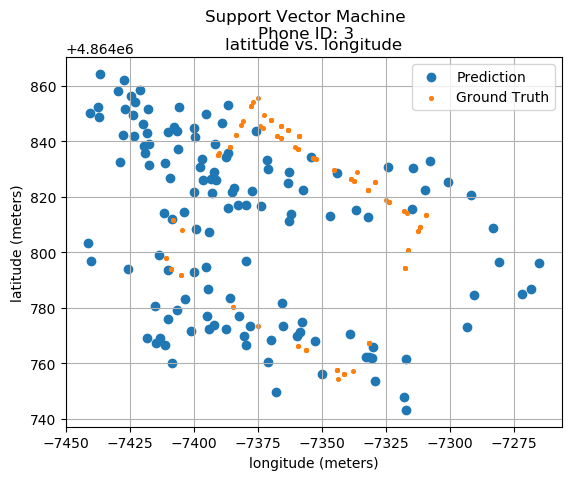 Support Vector Machine
Phone ID: 3
latitude vs. longitude
+4.864e6
Prediction
Ground Truth
860
840
820
800
780
760
740
latitude (meters)
−7450 −7425 −7400 −7375 −7350 −7325 −7300 −7275
longitude (meters)